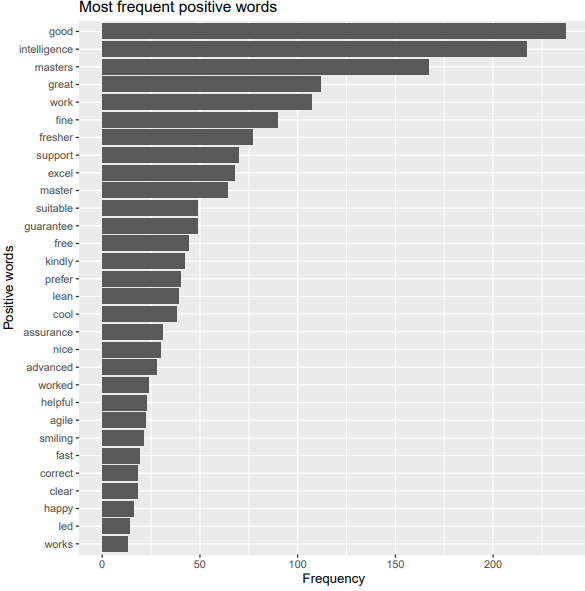 Most frequent positive words
good
intelligence
masters
great
work
fine
fresher
support
excel
master
suitable
guarantee
free
kindly
prefer
lean
cool
assurance
nice
advanced
worked
helpful
agile
smiling
fast
correct
clear
happy
led
works
Positive words
0 50 100 150 200
Frequency